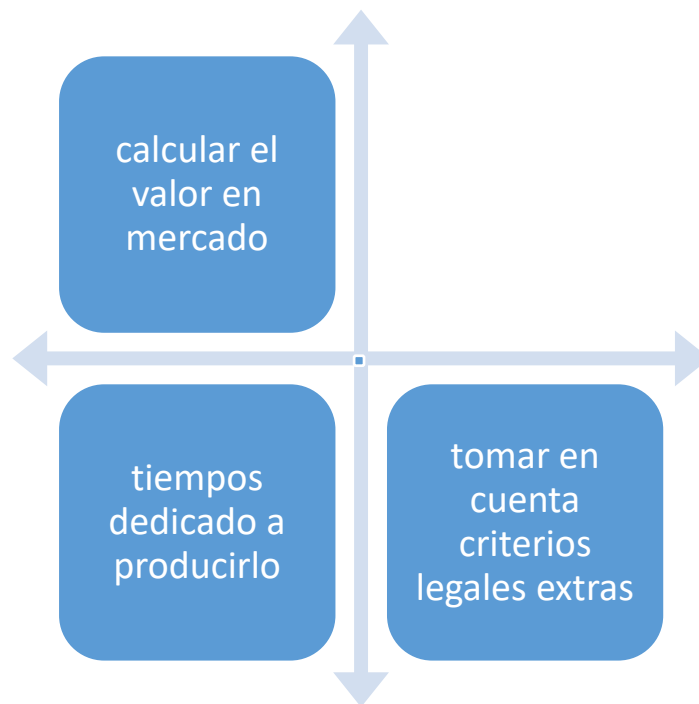 calcular el
valor en
mercado
tiempos
dedicado a
producirlo
tomar en
cuenta
criterios
legales extras